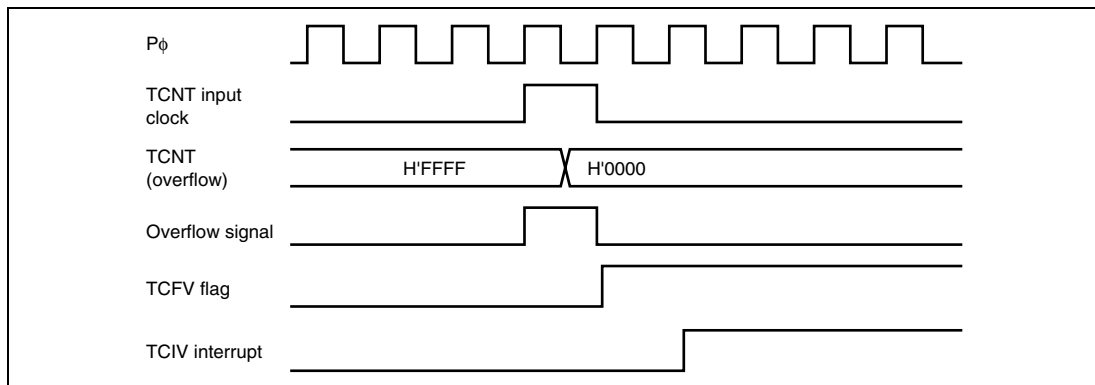 Pϕ
TCNT input
clock
TCNT
(overflow)
H'FFFF
H'0000
Overflow signal
TCFV flag
TCIV interrupt